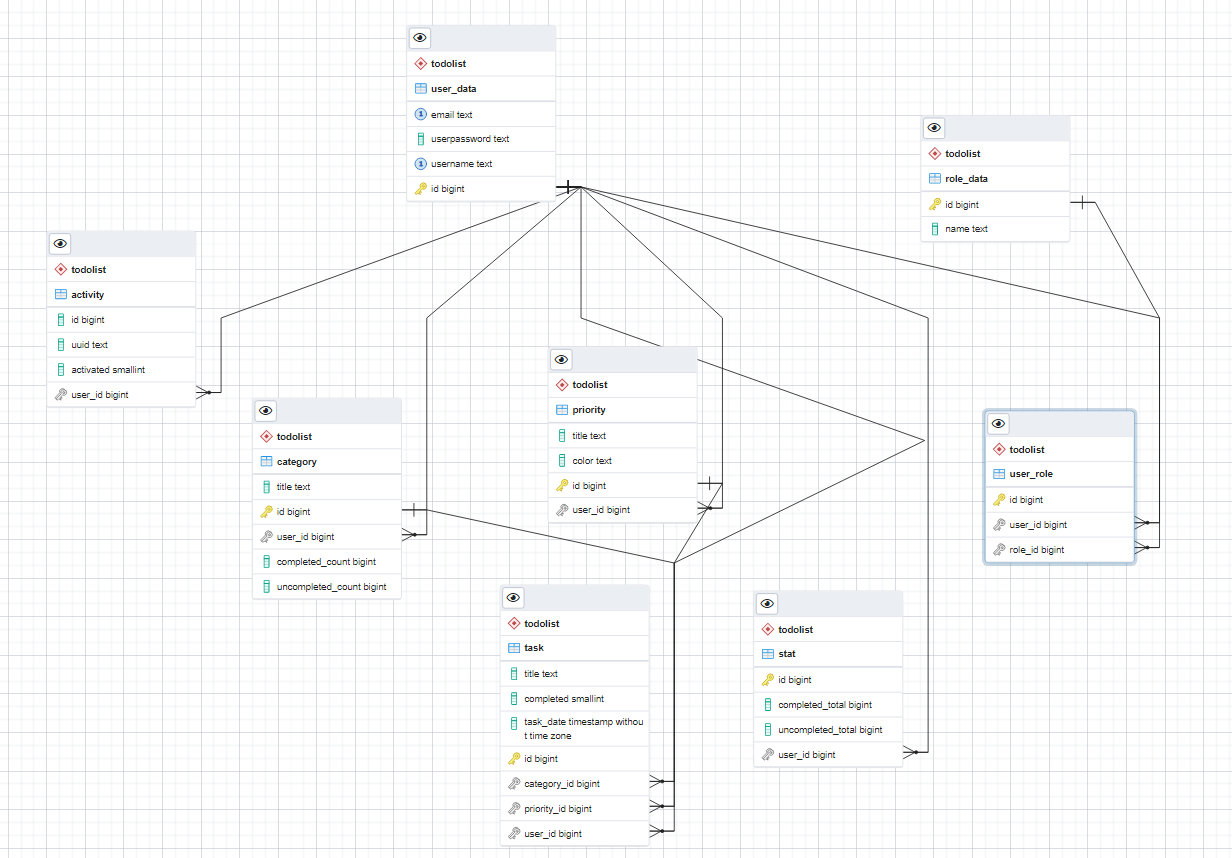 todolist
user_data
email text
userpassword text
username text
id bigint
todolist
role_data
id bigint
name text
todolist
activity
id bigint
uuid text
activated smallint
user_id bigint
todolist
category
title text
id bigint
user_id bigint
completed_count bigint
uncompleted_count bigint
todolist
priority
title text
color text
id bigint
user_id bigint
todolist
user_role
id bigint
user_id bigint
role_id bigint
todolist
task
title text
completed smallint
task_date timestamp withou
t time zone
id bigint
category_id bigint
priority_id bigint
user_id bigint
todolist
stat
id bigint
completed_total bigint
uncompleted_total bigint
user_id bigint